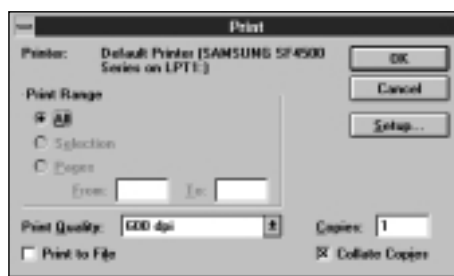 Print
Printer: Default Printer (SAMSUNG SF4500 Series on LPT1:)
OK
Cancel
Setup...
Print Range
All
Selection
Pages
From: To:
Print Quality: 600 dpi
Copies: 1
Print to File
Collate Copies